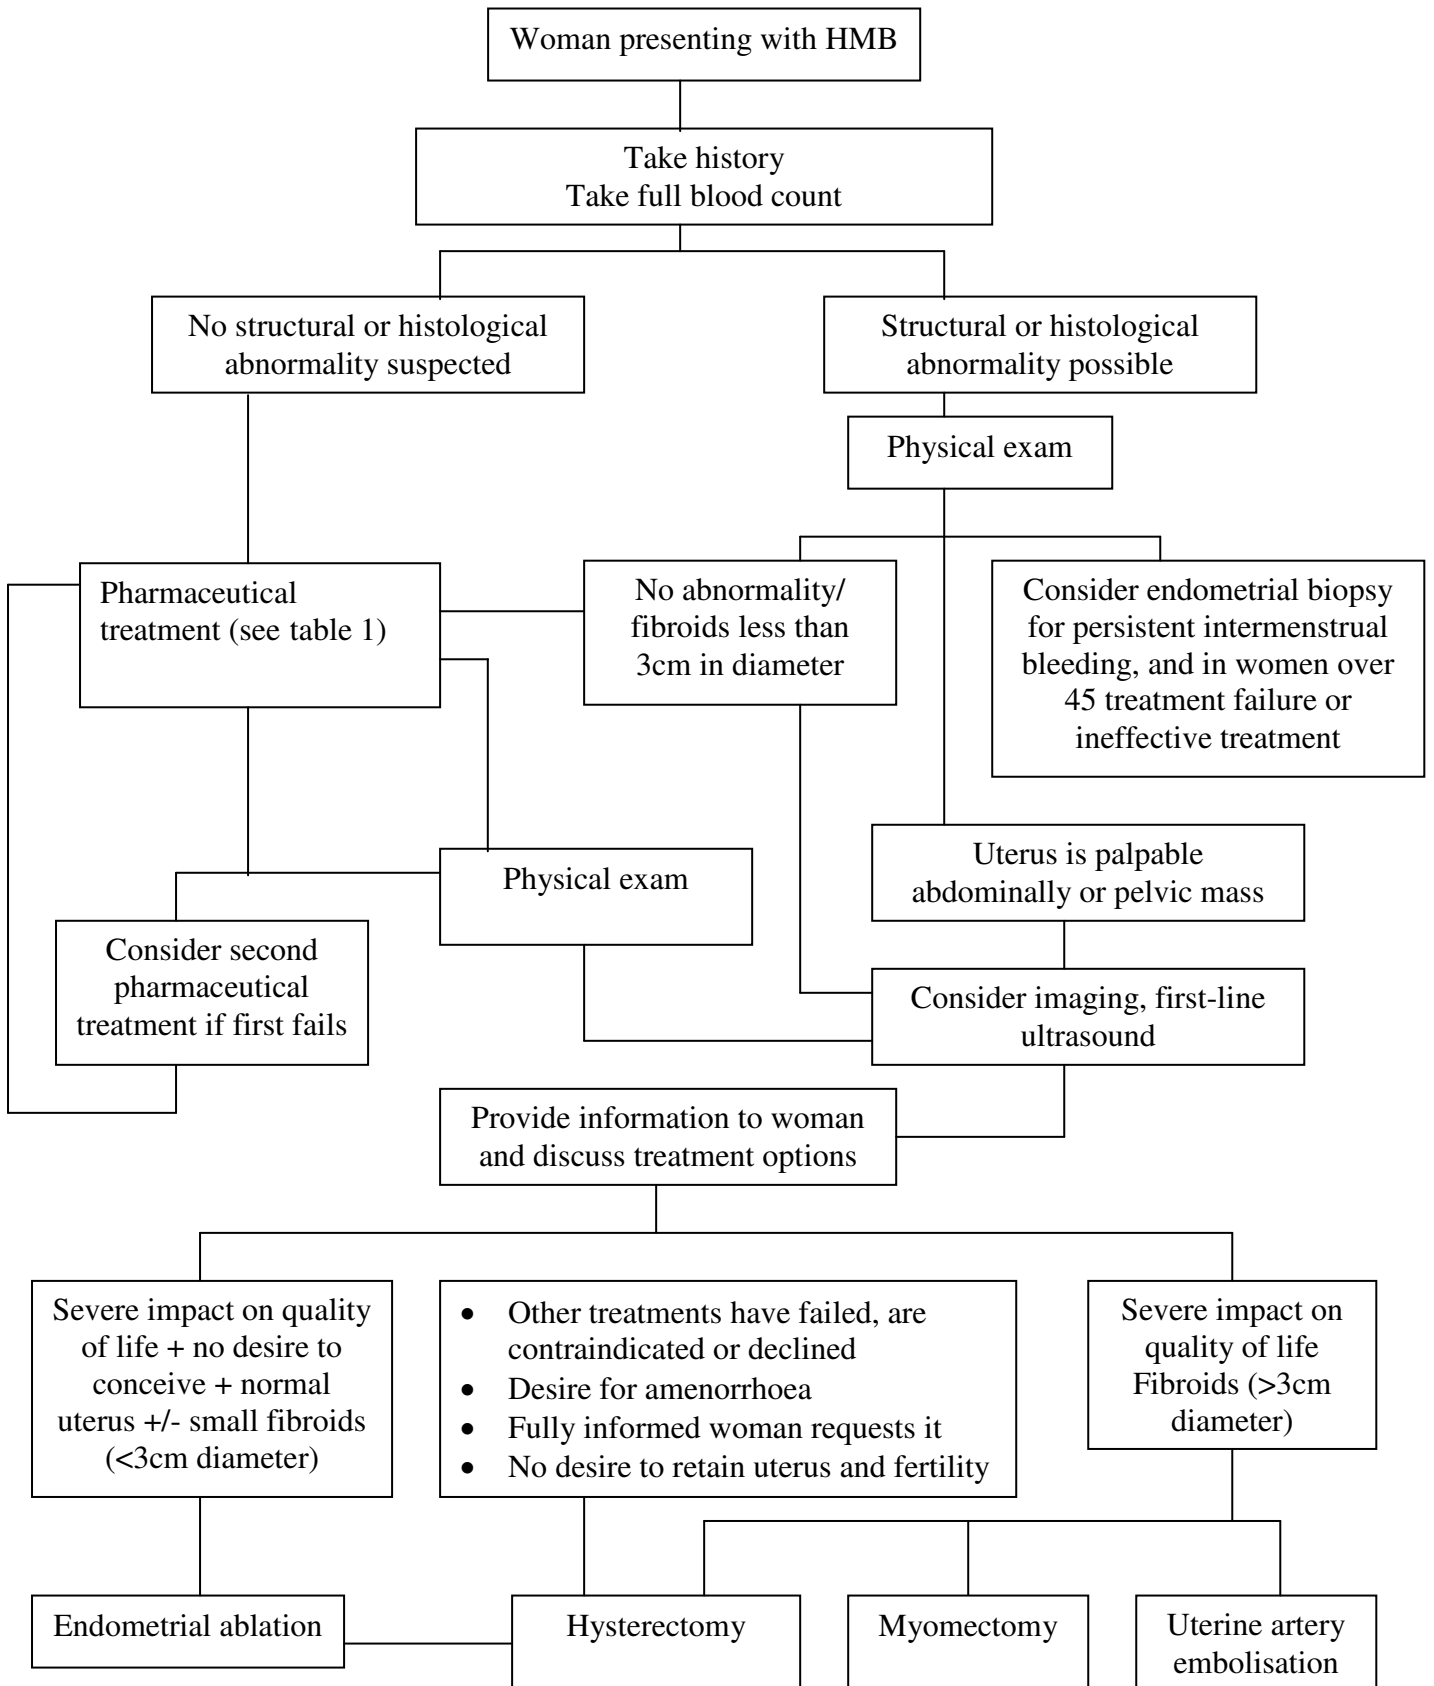 Woman presenting with HMB
Take history
Take full blood count
No structural or histological
abnormality suspected
Structural or histological
abnormality possible
Physical exam
Pharmaceutical
treatment (see table 1)
No abnormality/
fibroids less than
3cm in diameter
Consider endometrial biopsy
for persistent intermenstrual
bleeding, and in women over
45 treatment failure or
ineffective treatment
Uterus is palpable
abdominally or pelvic mass
Physical exam
Consider second
pharmaceutical
treatment if first fails
Consider imaging, first-line
ultrasound
Provide information to woman
and discuss treatment options
Severe impact on quality
of life + no desire to
conceive + normal
uterus +/- small fibroids
(<3cm diameter)
• Other treatments have failed, are
contraindicated or declined
• Desire for amenorrhoea
• Fully informed woman requests it
• No desire to retain uterus and fertility
Severe impact on
quality of life
Fibroids (>3cm
diameter)
Endometrial ablation
Hysterectomy
Myomectomy
Uterine artery
embolisation